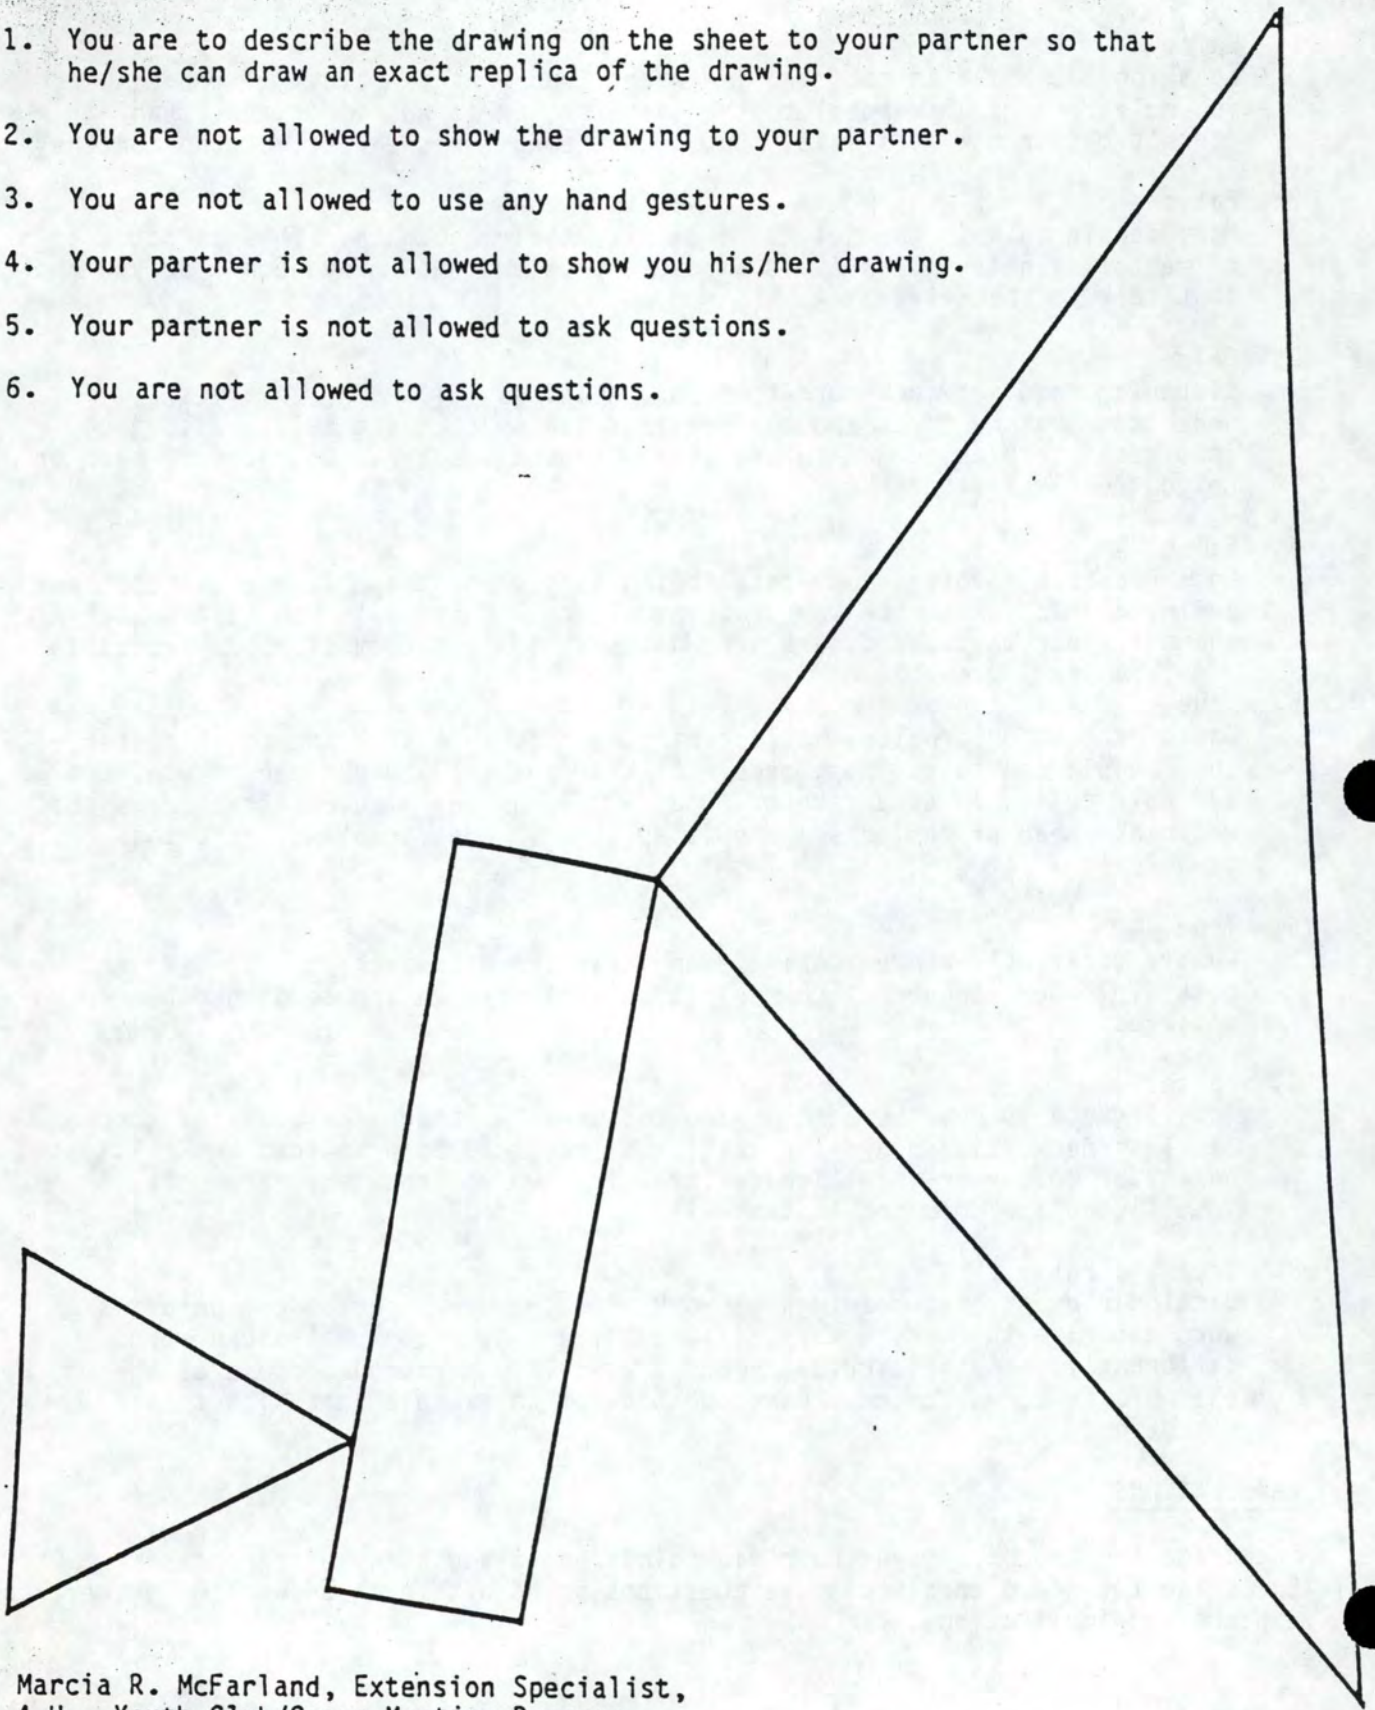 1. You are to describe the drawing on the sheet to your partner so that
he/she can draw an exact replica of the drawing.
2. You are not allowed to show the drawing to your partner.
3. You are not allowed to use any hand gestures.
4. Your partner is not allowed to show you his/her drawing.
5. Your partner is not allowed to ask questions.
6. You are not allowed to ask questions.
Marcia R. McFarland, Extension Specialist,